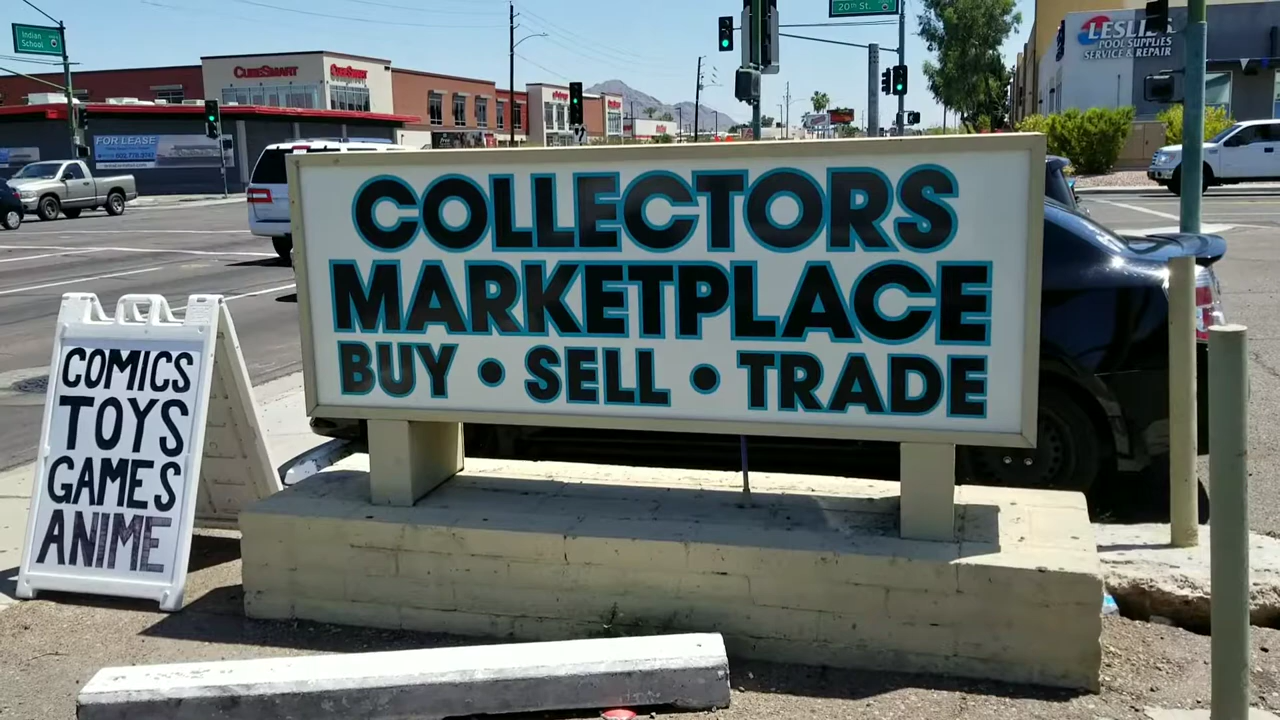 Indian
School
20th St.
CUBESMART
CUBESMART
LESLIE'S
POOL SUPPLIES
SERVICE & REPAIR
FOR LEASE
COLLECTORS
MARKETPLACE
BUY • SELL • TRADE
COMICS
TOYS
GAMES
ANIME